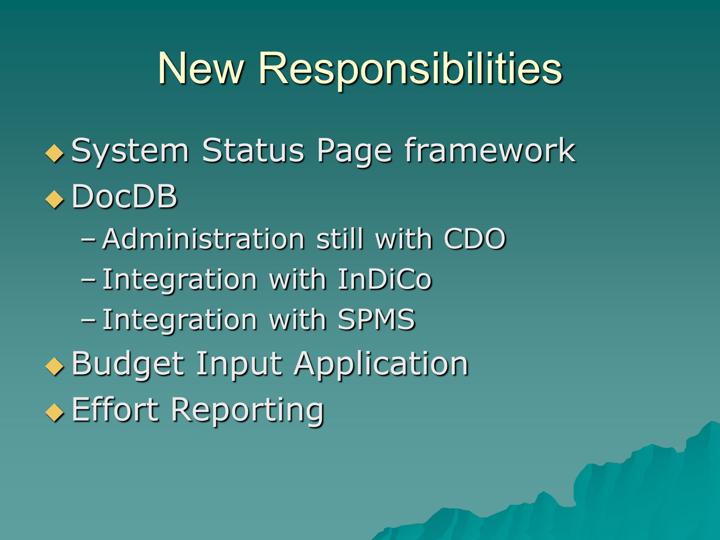 New Responsibilities
System Status Page framework
DocDB
–Administration still with CDO
–Integration with InDiCo
–Integration with SPMS
Budget Input Application
Effort Reporting